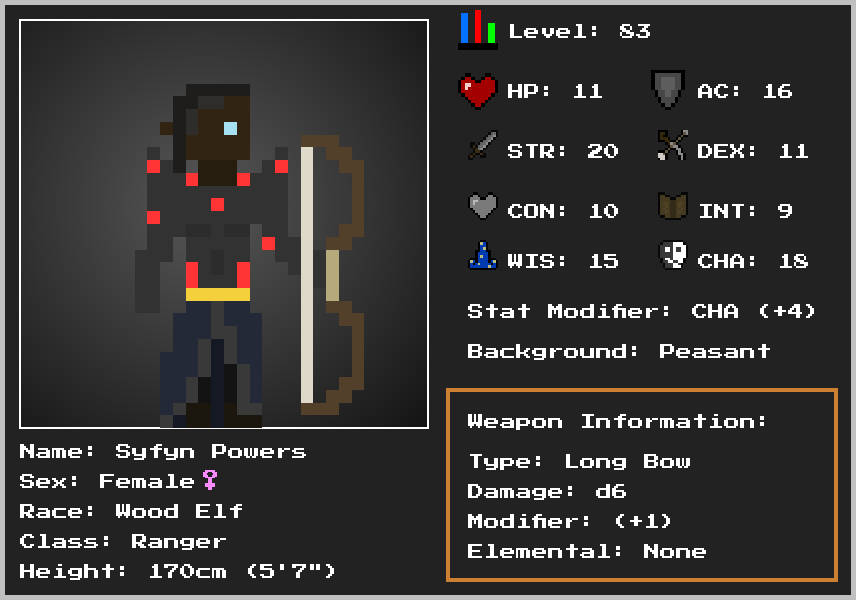 Level: 83
HP: 11
AC: 16
STR: 20
DEX: 11
CON: 10
INT: 9
WIS: 15
CHA: 18
Stat Modifier: CHA (+4)
Background: Peasant
Weapon Information:
Type: Long Bow
Damage: d6
Modifier: (+1)
Elemental: None
Name: Syfyn Powers
Sex: Female♀
Race: Wood Elf
Class: Ranger
Height: 170cm (5'7")